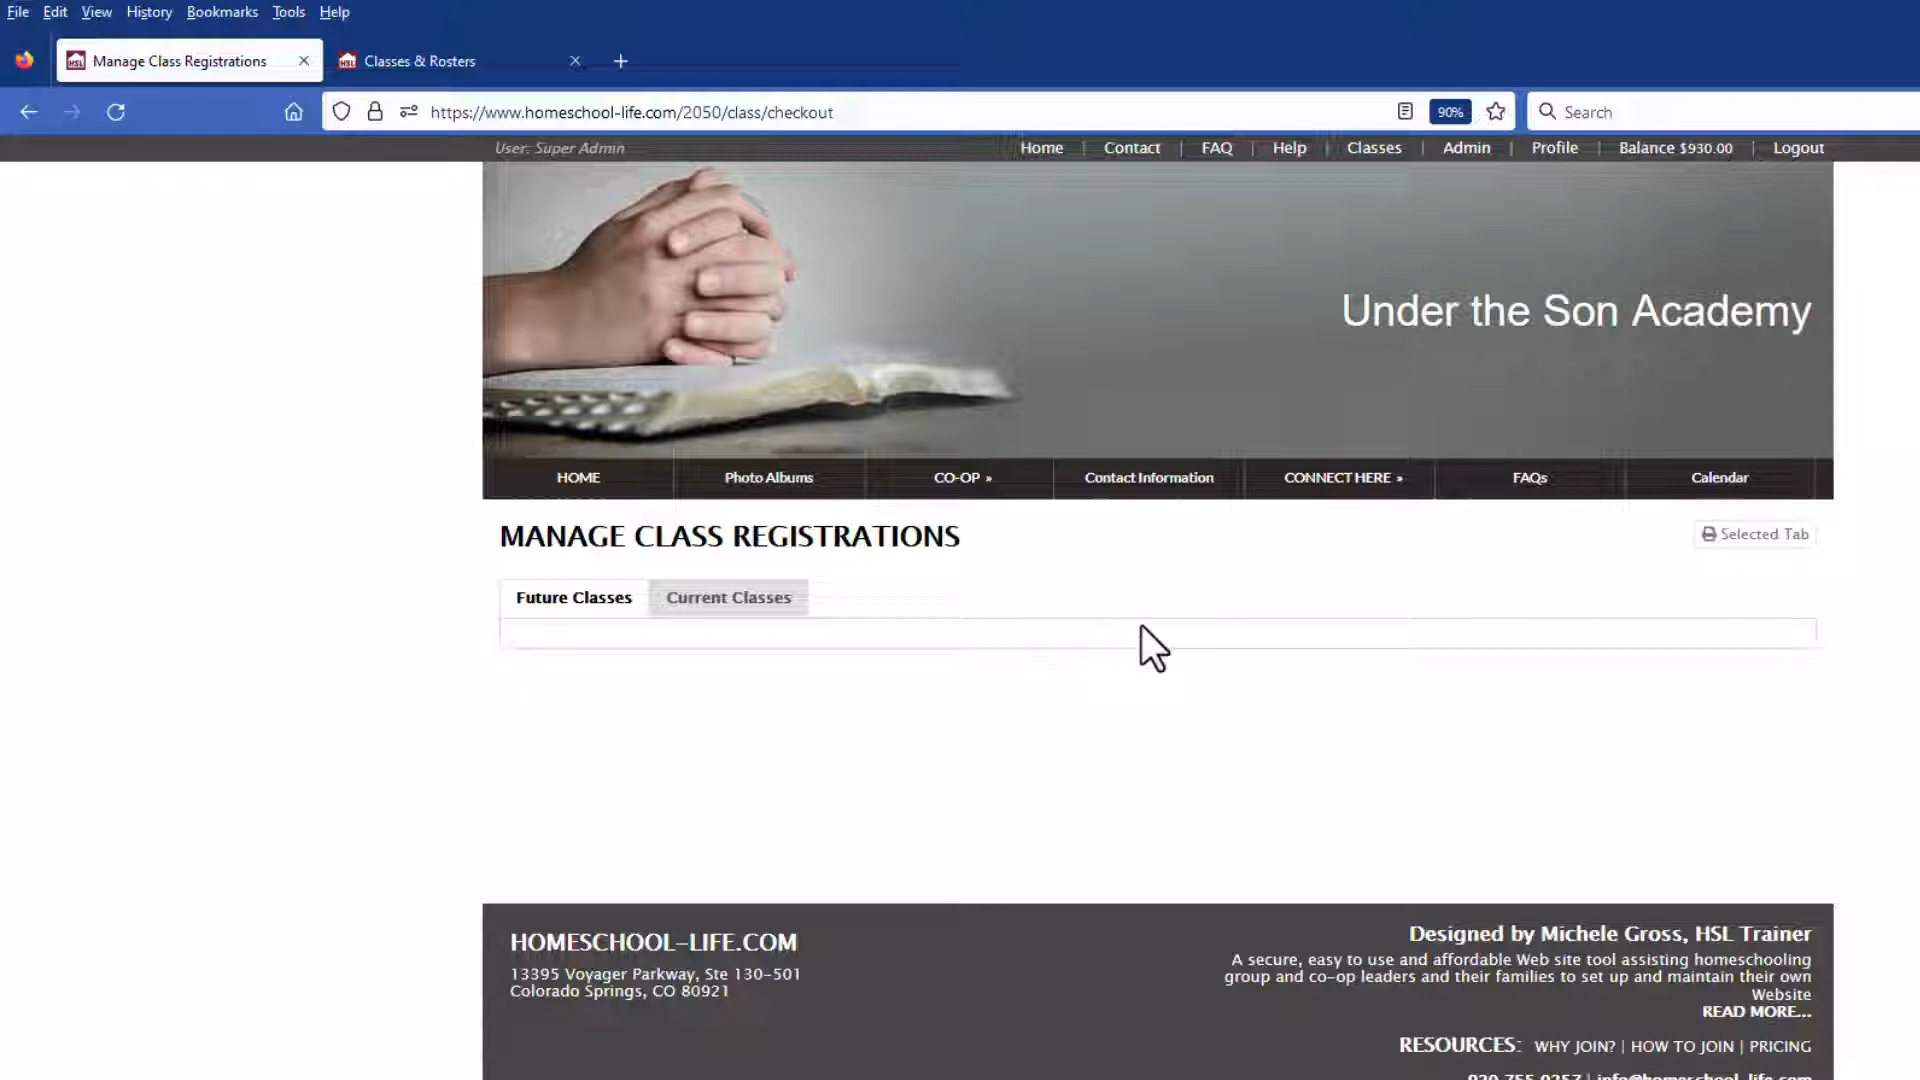 File Edit View History Bookmarks Tools Help
HSL Manage Class Registrations HSL Classes & Rosters
https://www.homeschool-life.com/2050/class/checkout 90% Search
User: Super Admin Home | Contact | FAQ | Help | Classes | Admin | Profile | Balance $930.00 | Logout
Under the Son Academy
HOME Photo Albums CO-OP » Contact Information CONNECT HERE » FAQs Calendar
MANAGE CLASS REGISTRATIONS Selected Tab
Future Classes Current Classes
HOMESCHOOL-LIFE.COM
13395 Voyager Parkway, Ste 130-501
Colorado Springs, CO 80921
Designed by Michele Gross, HSL Trainer
A secure, easy to use and affordable Web site tool assisting homeschooling
group and co-op leaders and their families to set up and maintain their own
Website
READ MORE...
RESOURCES: WHY JOIN? | HOW TO JOIN | PRICING
info@homeschool-life.com